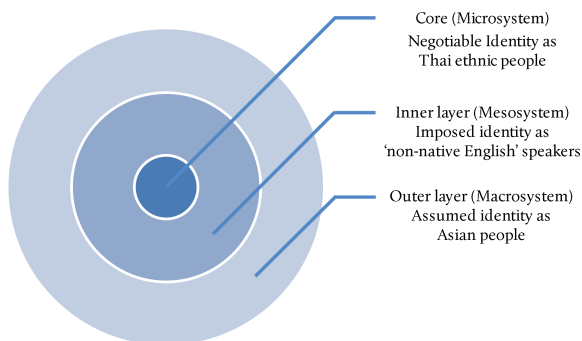 Core (Microsystem)
Negotiable Identity as
Thai ethnic people
Inner layer (Mesosystem)
Imposed identity as
‘non-native English’ speakers
Outer layer (Macrosystem)
Assumed identity as
Asian people